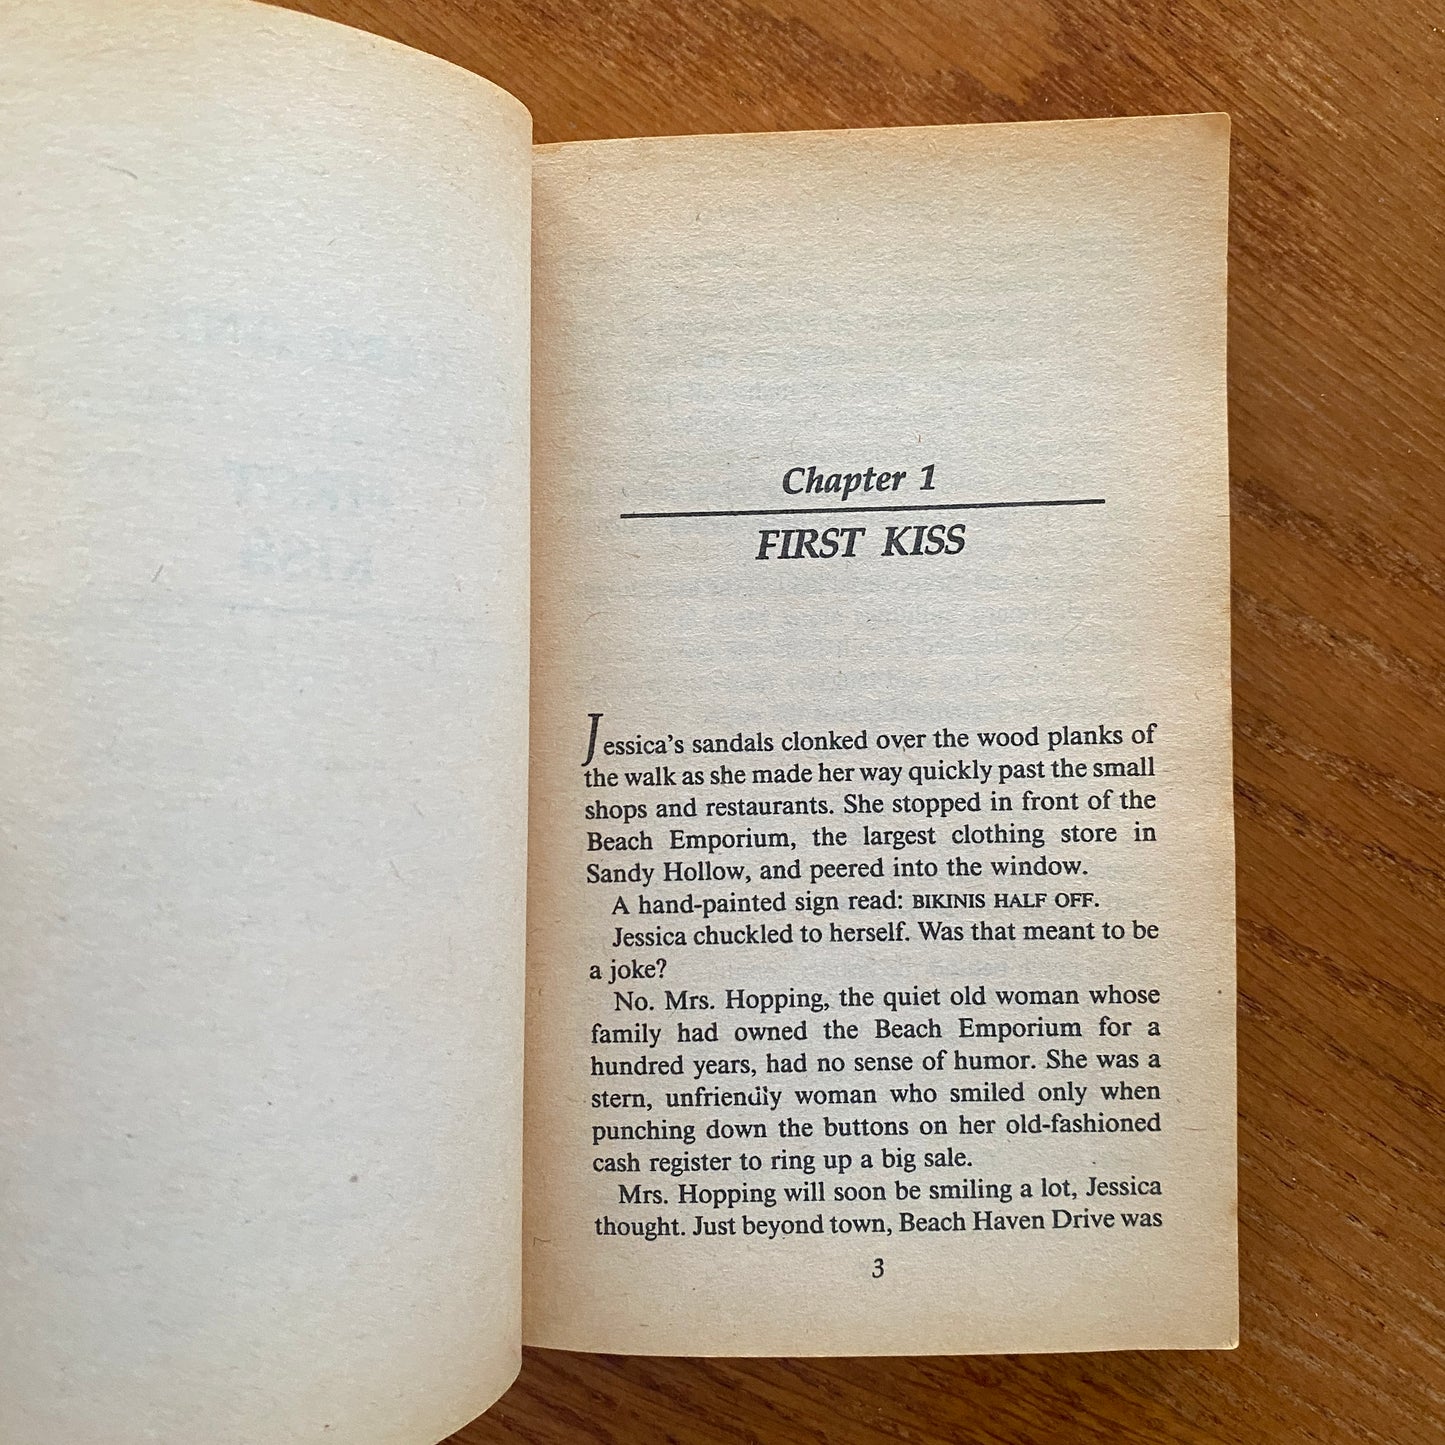 Chapter 1
FIRST KISS
Jessica's sandals clonked over the wood planks of
the walk as she made her way quickly past the small
shops and restaurants. She stopped in front of the
Beach Emporium, the largest clothing store in
Sandy Hollow, and peered into the window.
A hand-painted sign read: BIKINIS HALF OFF.
Jessica chuckled to herself. Was that meant to be
a joke?
No. Mrs. Hopping, the quiet old woman whose
family had owned the Beach Emporium for a
hundred years, had no sense of humor. She was a
stern, unfriendly woman who smiled only when
punching down the buttons on her old-fashioned
cash register to ring up a big sale.
Mrs. Hopping will soon be smiling a lot, Jessica
thought. Just beyond town, Beach Haven Drive was
3